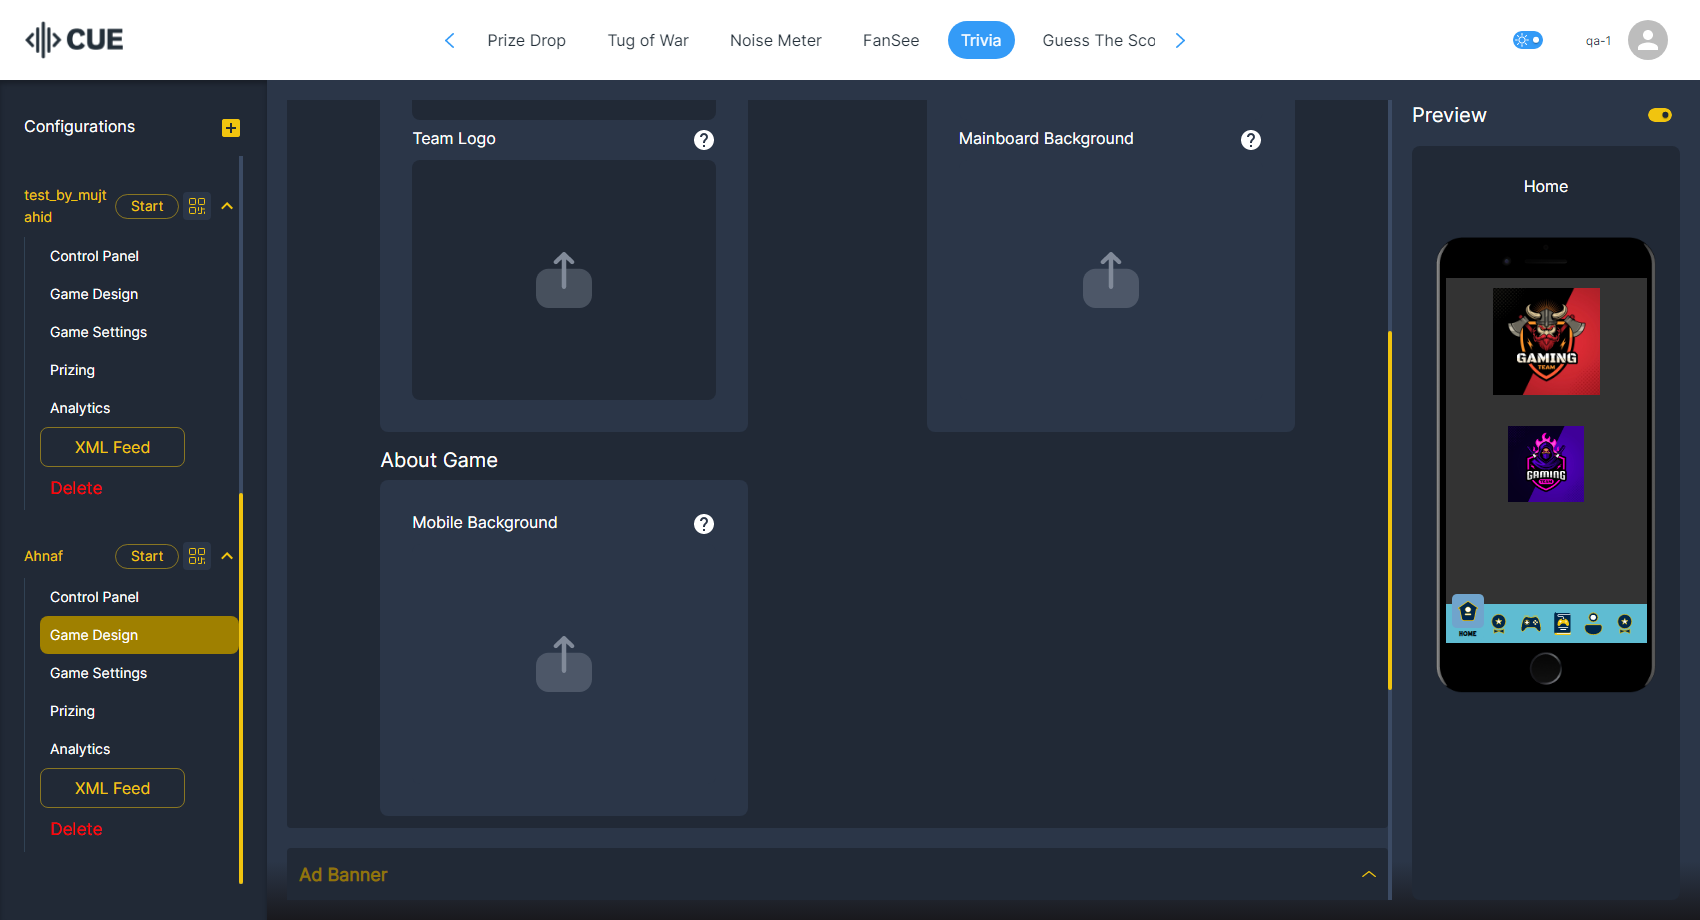 CUE
Prize Drop
Tug of War
Noise Meter
FanSee
Trivia
Guess The Sco
qa-1
Configurations
test_by_mujt
ahid
Start
Control Panel
Game Design
Game Settings
Prizing
Analytics
XML Feed
Delete
Ahnaf
Start
Control Panel
Game Design
Game Settings
Prizing
Analytics
XML Feed
Delete
Team Logo
?
Mainboard Background
?
About Game
Mobile Background
?
Ad Banner
Preview
Home
GAMING
TEAM
GAMING
TEAM
HOME